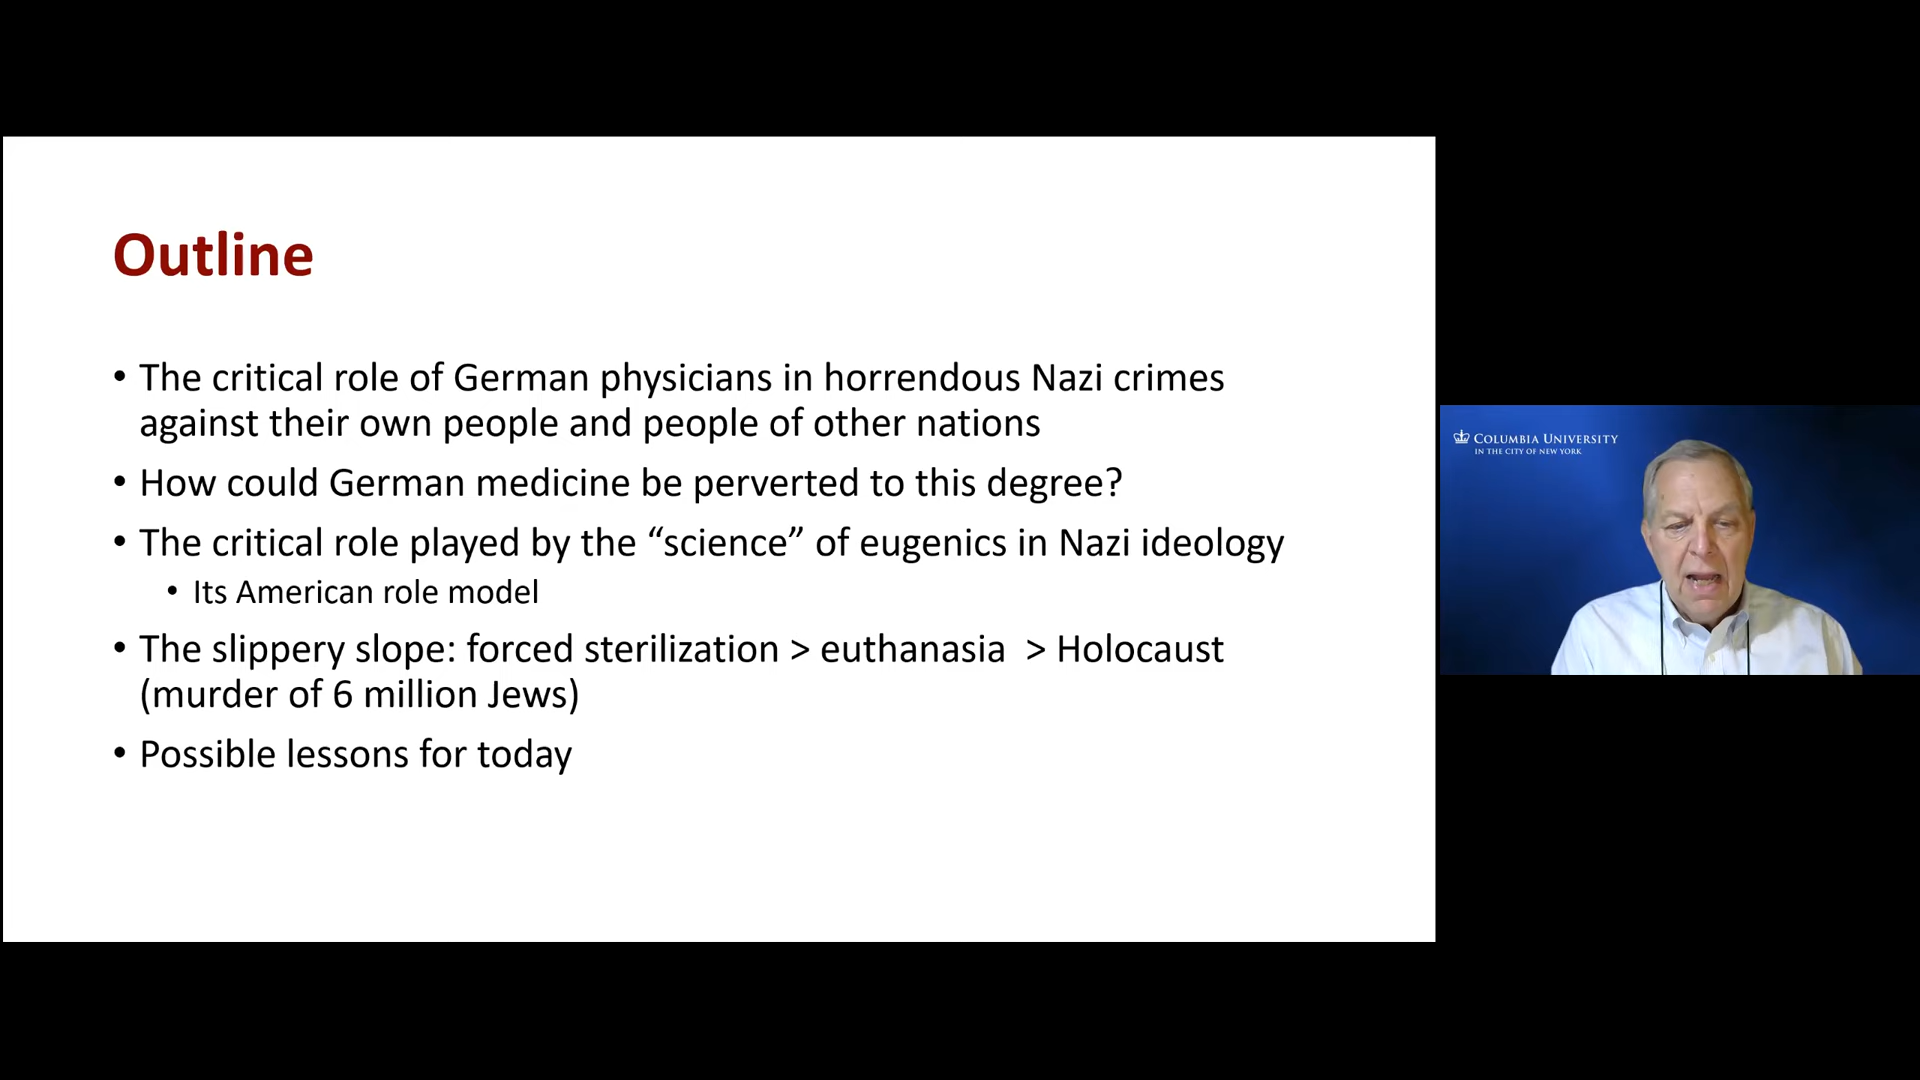 Outline
• The critical role of German physicians in horrendous Nazi crimes
against their own people and people of other nations
• How could German medicine be perverted to this degree?
• The critical role played by the “science” of eugenics in Nazi ideology
• Its American role model
• The slippery slope: forced sterilization > euthanasia  > Holocaust
(murder of 6 million Jews)
• Possible lessons for today
COLUMBIA UNIVERSITY
IN THE CITY OF NEW YORK